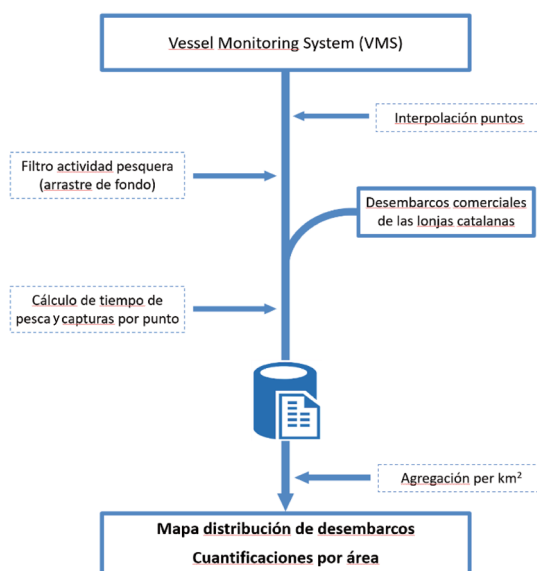 Vessel Monitoring System (VMS)
Interpolación puntos
Filtro actividad pesquera
(arrastre de fondo)
Desembarcos comerciales
de las lonjas catalanas
Cálculo de tiempo de
pesca y capturas por punto
Agregación per km²
Mapa distribución de desembarcos
Cuantificaciones por área